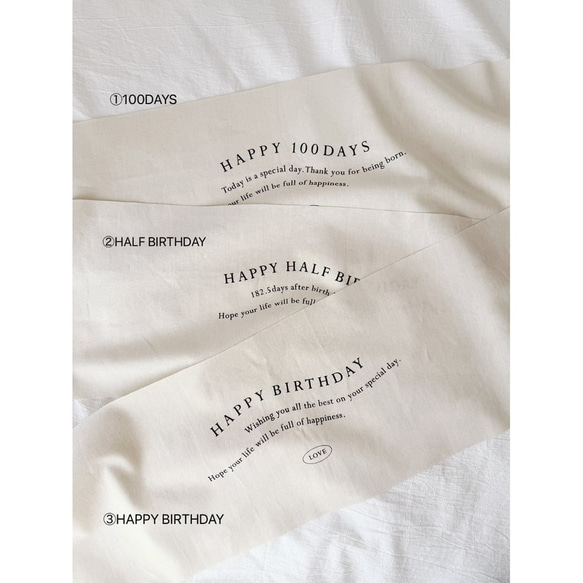 ①100DAYS
HAPPY 100DAYS
Today is a special day. Thank you for being born.
your life will be full of happiness.
②HALF BIRTHDAY
HAPPY HALF BI
182.5days after birth
Hope your life will be full
HAPPY BIRTHDAY
Wishing you all the best on your special day.
Hope your life will be full of happiness.
LOVE
③HAPPY BIRTHDAY